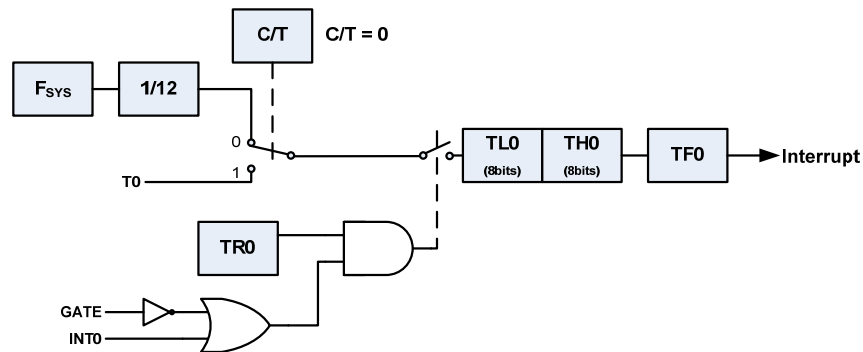 C/T
C/T = 0
FSYS
1/12
0
1
T0
TL0
(8bits)
TH0
(8bits)
TF0
Interrupt
TR0
GATE
INT0